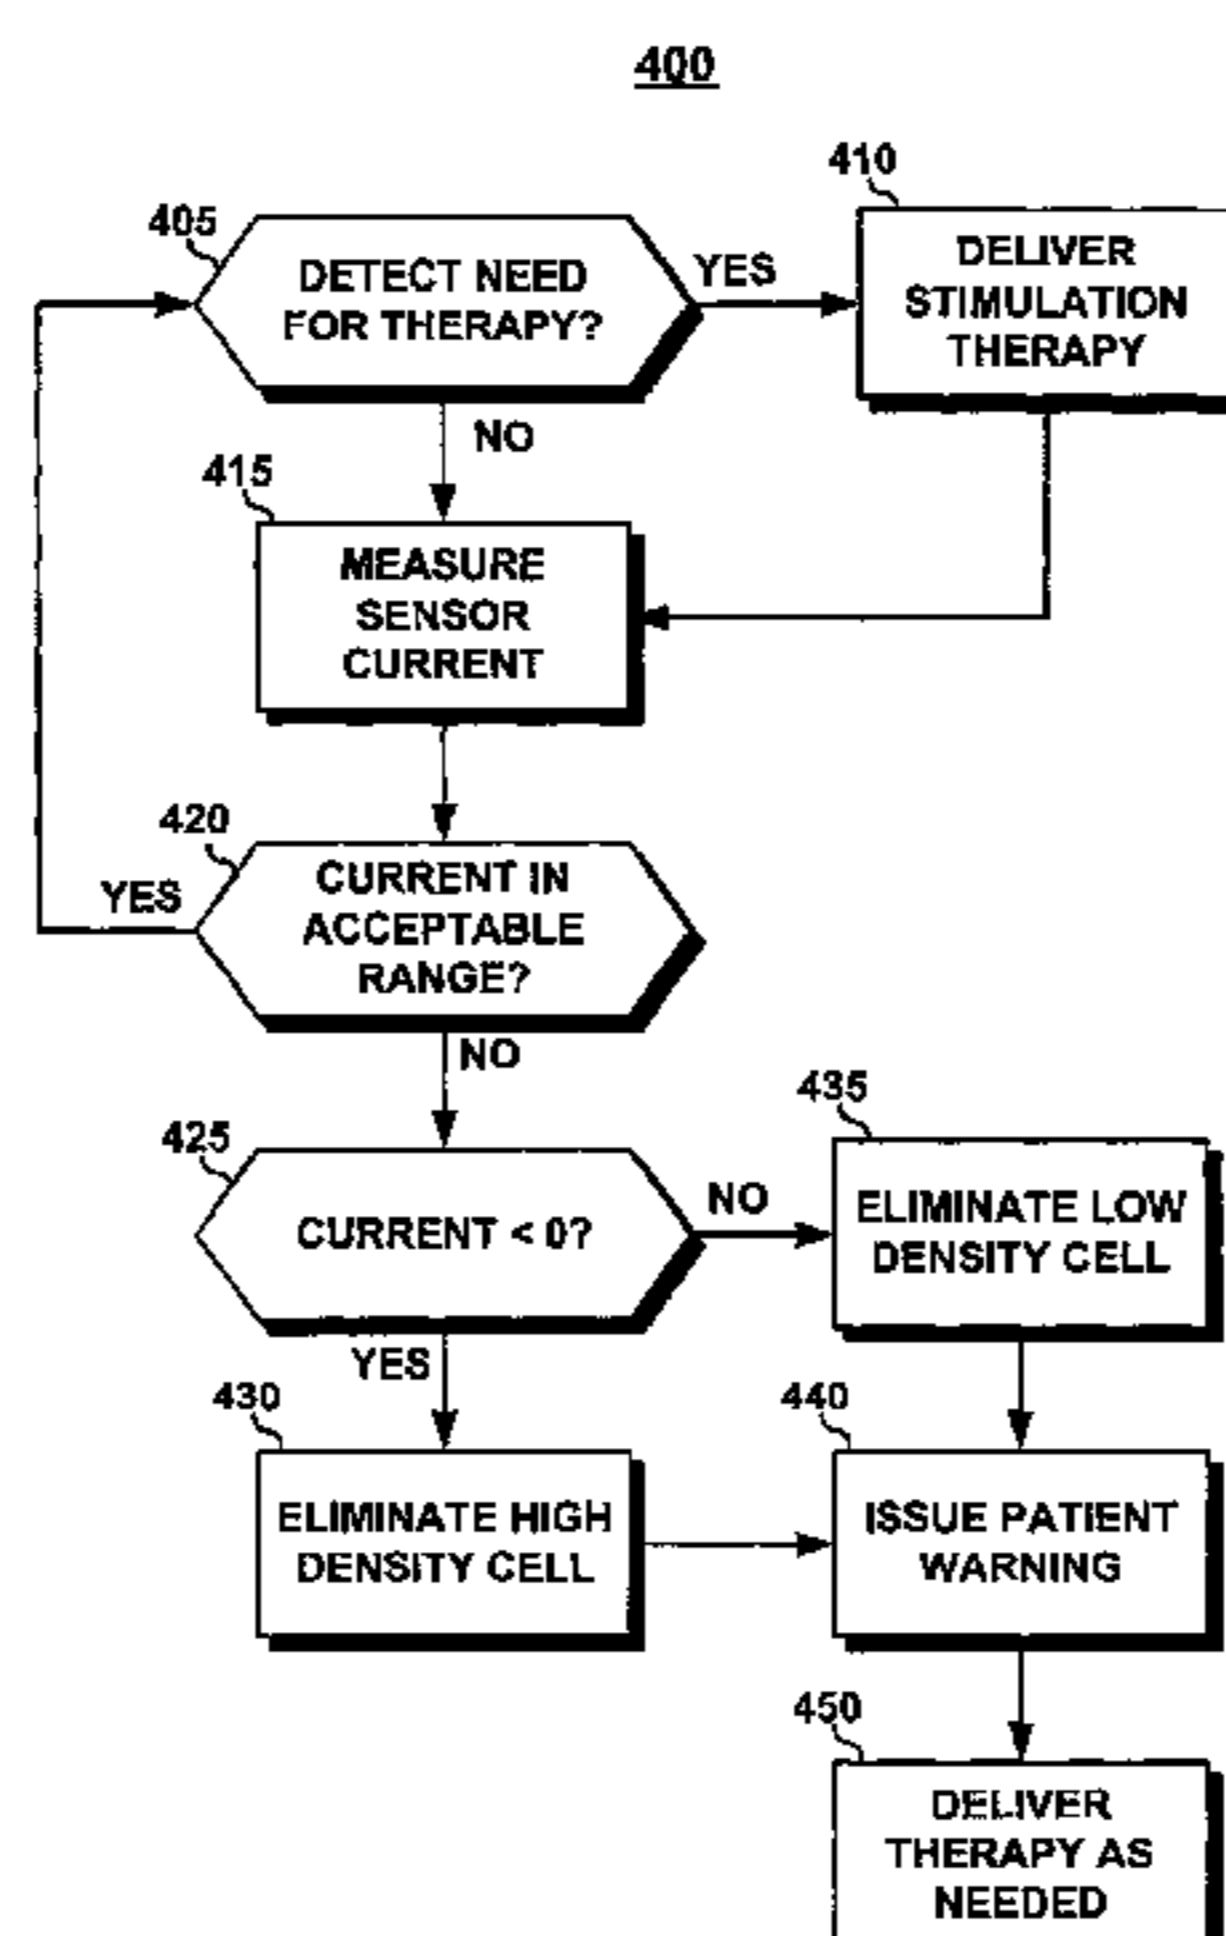 400
405
DETECT NEED
FOR THERAPY?
YES
410
DELIVER
STIMULATION
THERAPY
NO
415
MEASURE
SENSOR
CURRENT
420
YES
CURRENT IN
ACCEPTABLE
RANGE?
NO
425
CURRENT < 0?
NO
435
ELIMINATE LOW
DENSITY CELL
YES
430
ELIMINATE HIGH
DENSITY CELL
440
ISSUE PATIENT
WARNING
450
DELIVER
THERAPY AS
NEEDED